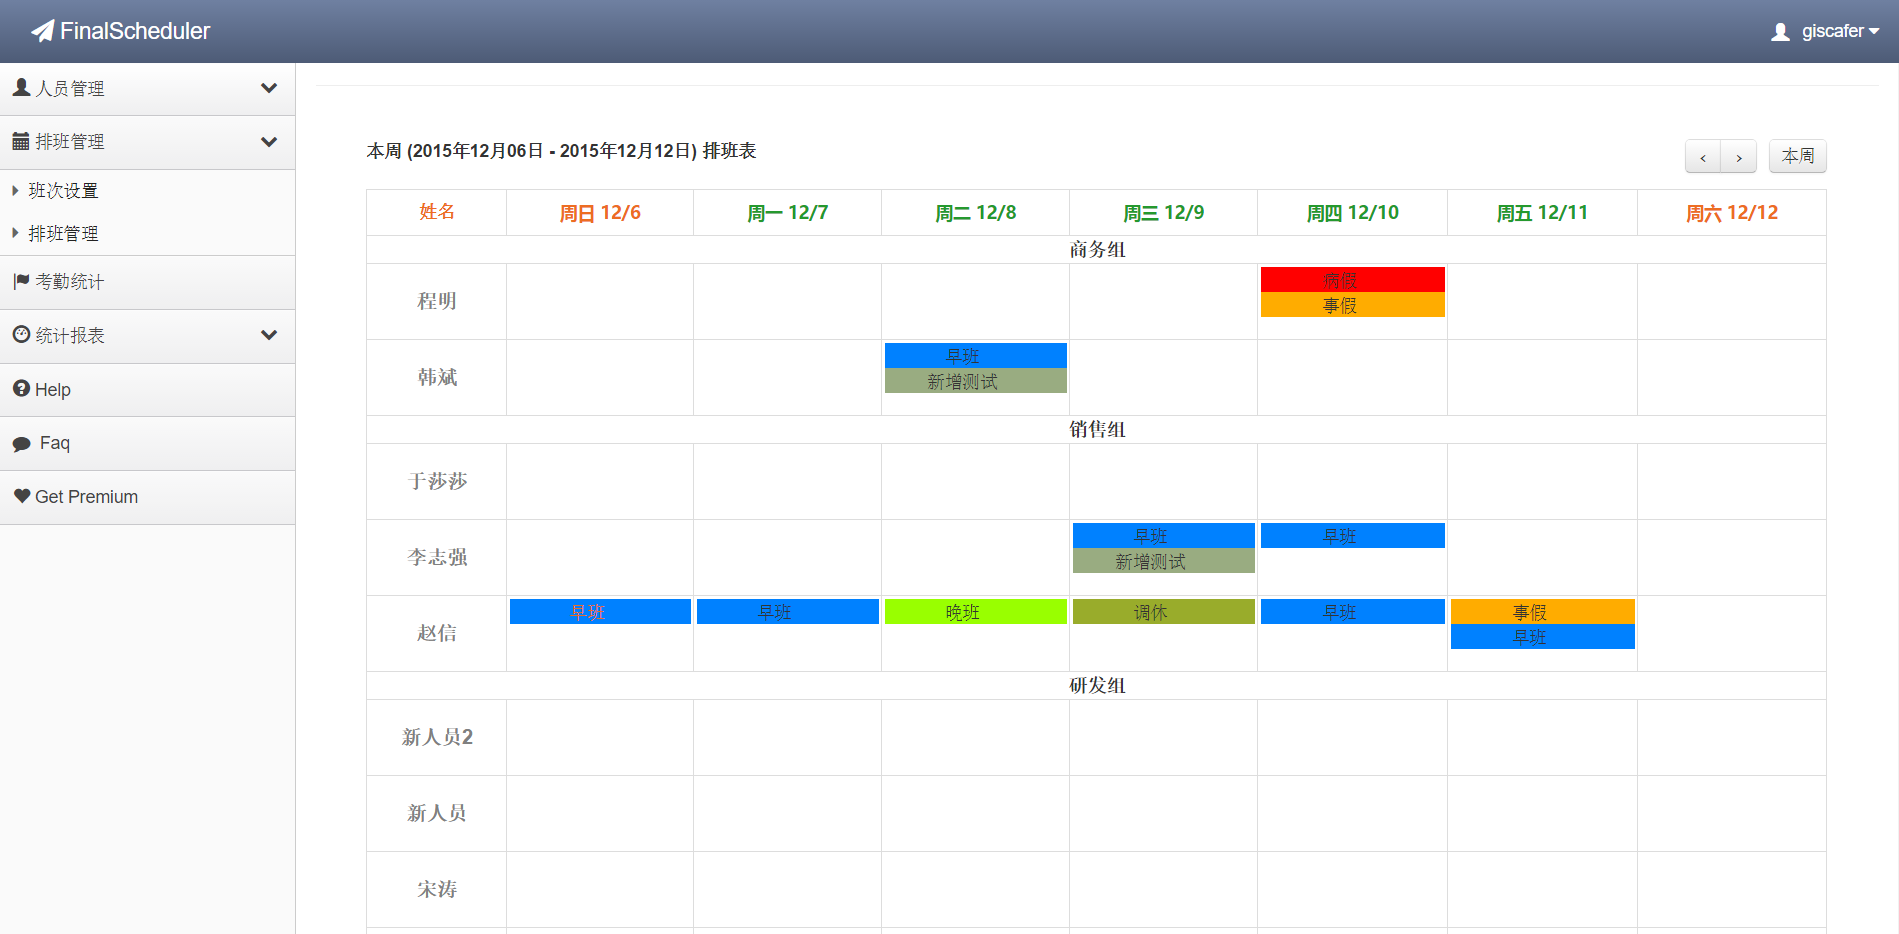 FinalScheduler
giscafer
人员管理
排班管理
班次设置
排班管理
考勤统计
统计报表
Help
Faq
Get Premium
本周 (2015年12月06日 - 2015年12月12日) 排班表
‹ › 本周
姓名 周日 12/6 周一 12/7 周二 12/8 周三 12/9 周四 12/10 周五 12/11 周六 12/12
商务组
程明
病假
事假
韩斌
早班
新增测试
销售组
于莎莎
李志强
早班 早班
新增测试
赵信
早班 早班 晚班 调休 早班 事假
早班
研发组
新人员2
新人员
宋涛